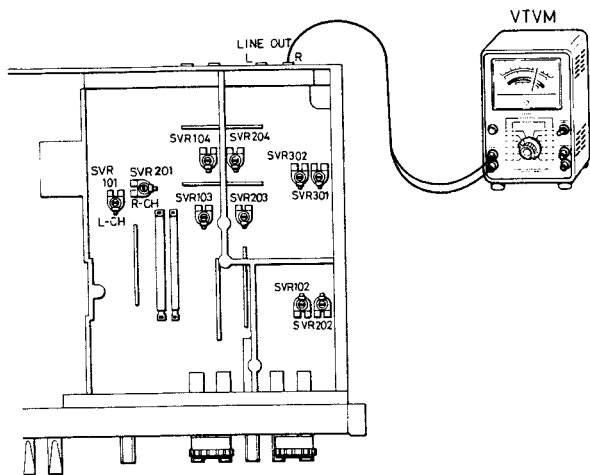 VTVM
LINE OUT
L R
SVR104 SVR204
SVR302
SVR
101
SVR201
SVR301
L-CH
R-CH
SVR103 SVR203
SVR102
SVR202